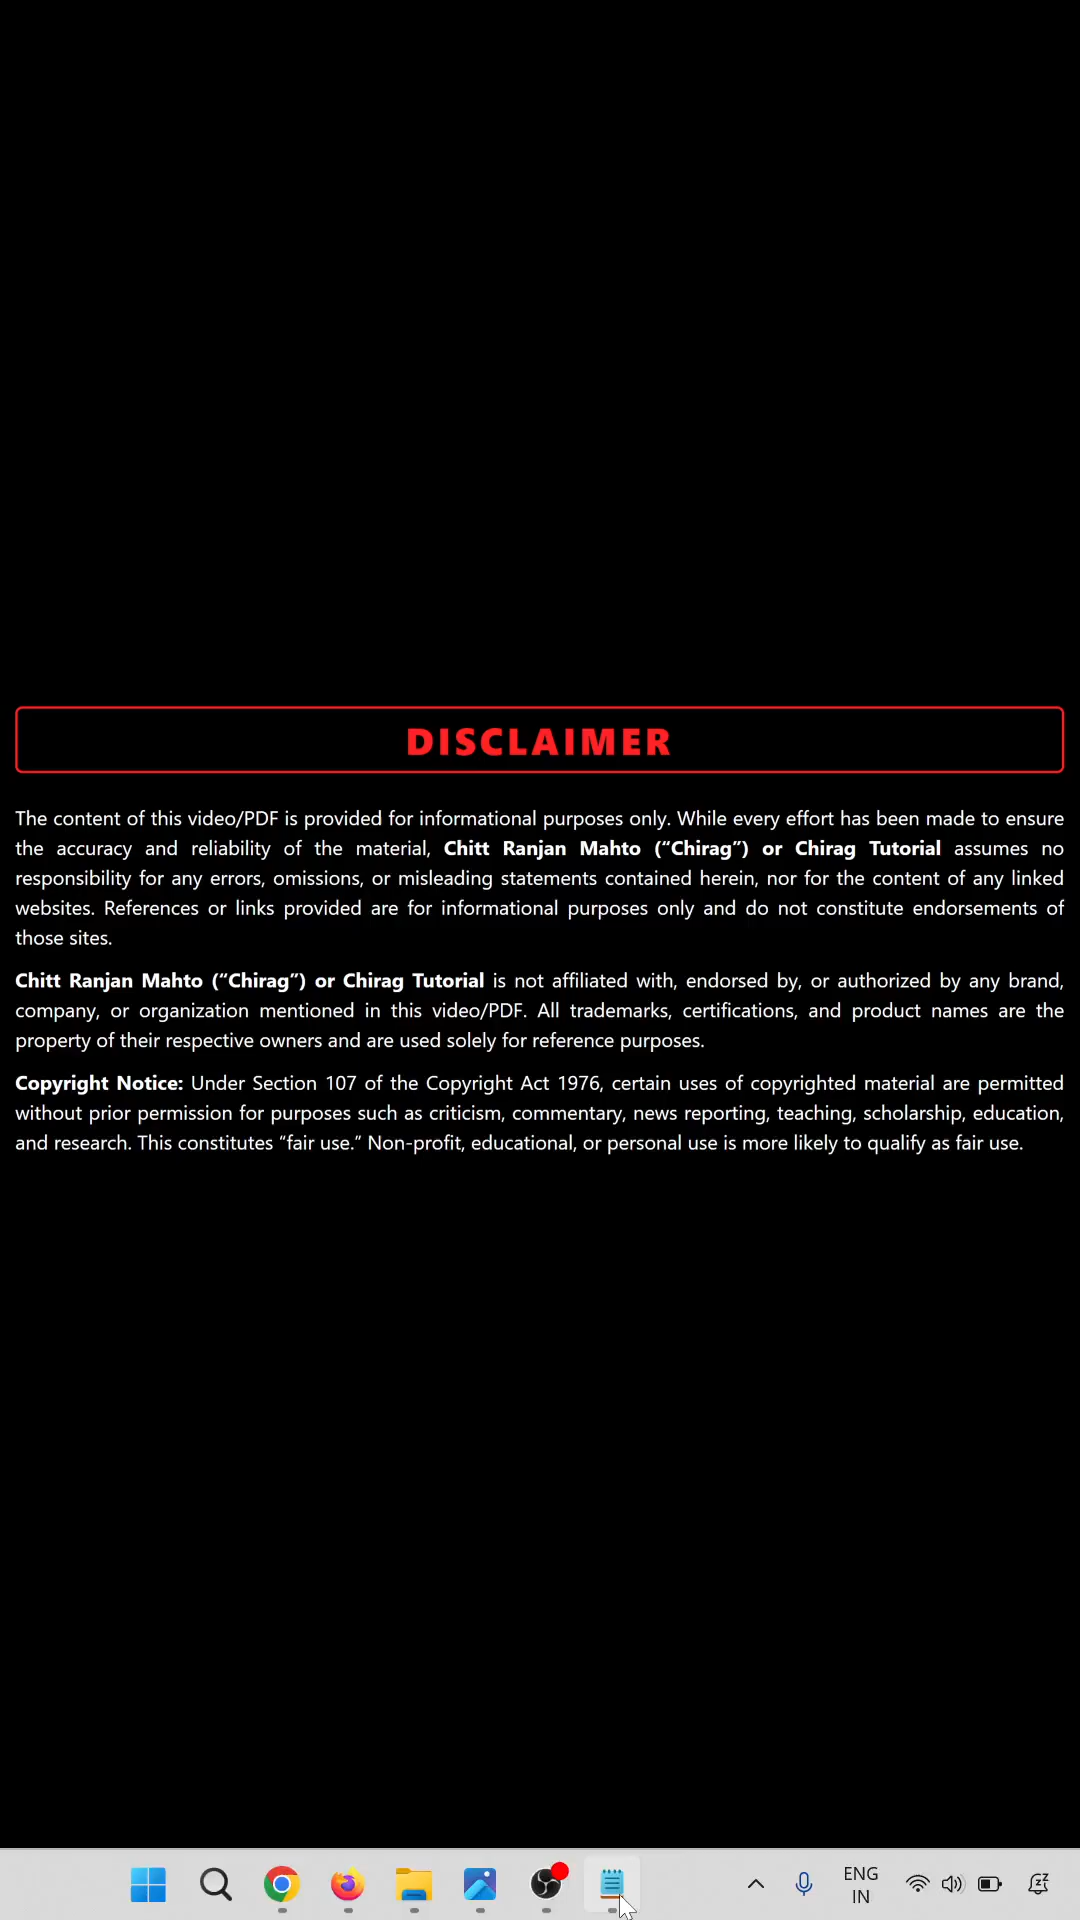 DISCLAIMER
The content of this video/PDF is provided for informational purposes only. While every effort has been made to ensure
the accuracy and reliability of the material, Chitt Ranjan Mahto (“Chirag”) or Chirag Tutorial assumes no
responsibility for any errors, omissions, or misleading statements contained herein, nor for the content of any linked
websites. References or links provided are for informational purposes only and do not constitute endorsements of
those sites.
Chitt Ranjan Mahto (“Chirag”) or Chirag Tutorial is not affiliated with, endorsed by, or authorized by any brand,
company, or organization mentioned in this video/PDF. All trademarks, certifications, and product names are the
property of their respective owners and are used solely for reference purposes.
Copyright Notice: Under Section 107 of the Copyright Act 1976, certain uses of copyrighted material are permitted
without prior permission for purposes such as criticism, commentary, news reporting, teaching, scholarship, education,
and research. This constitutes “fair use.” Non-profit, educational, or personal use is more likely to qualify as fair use.
ENG
IN